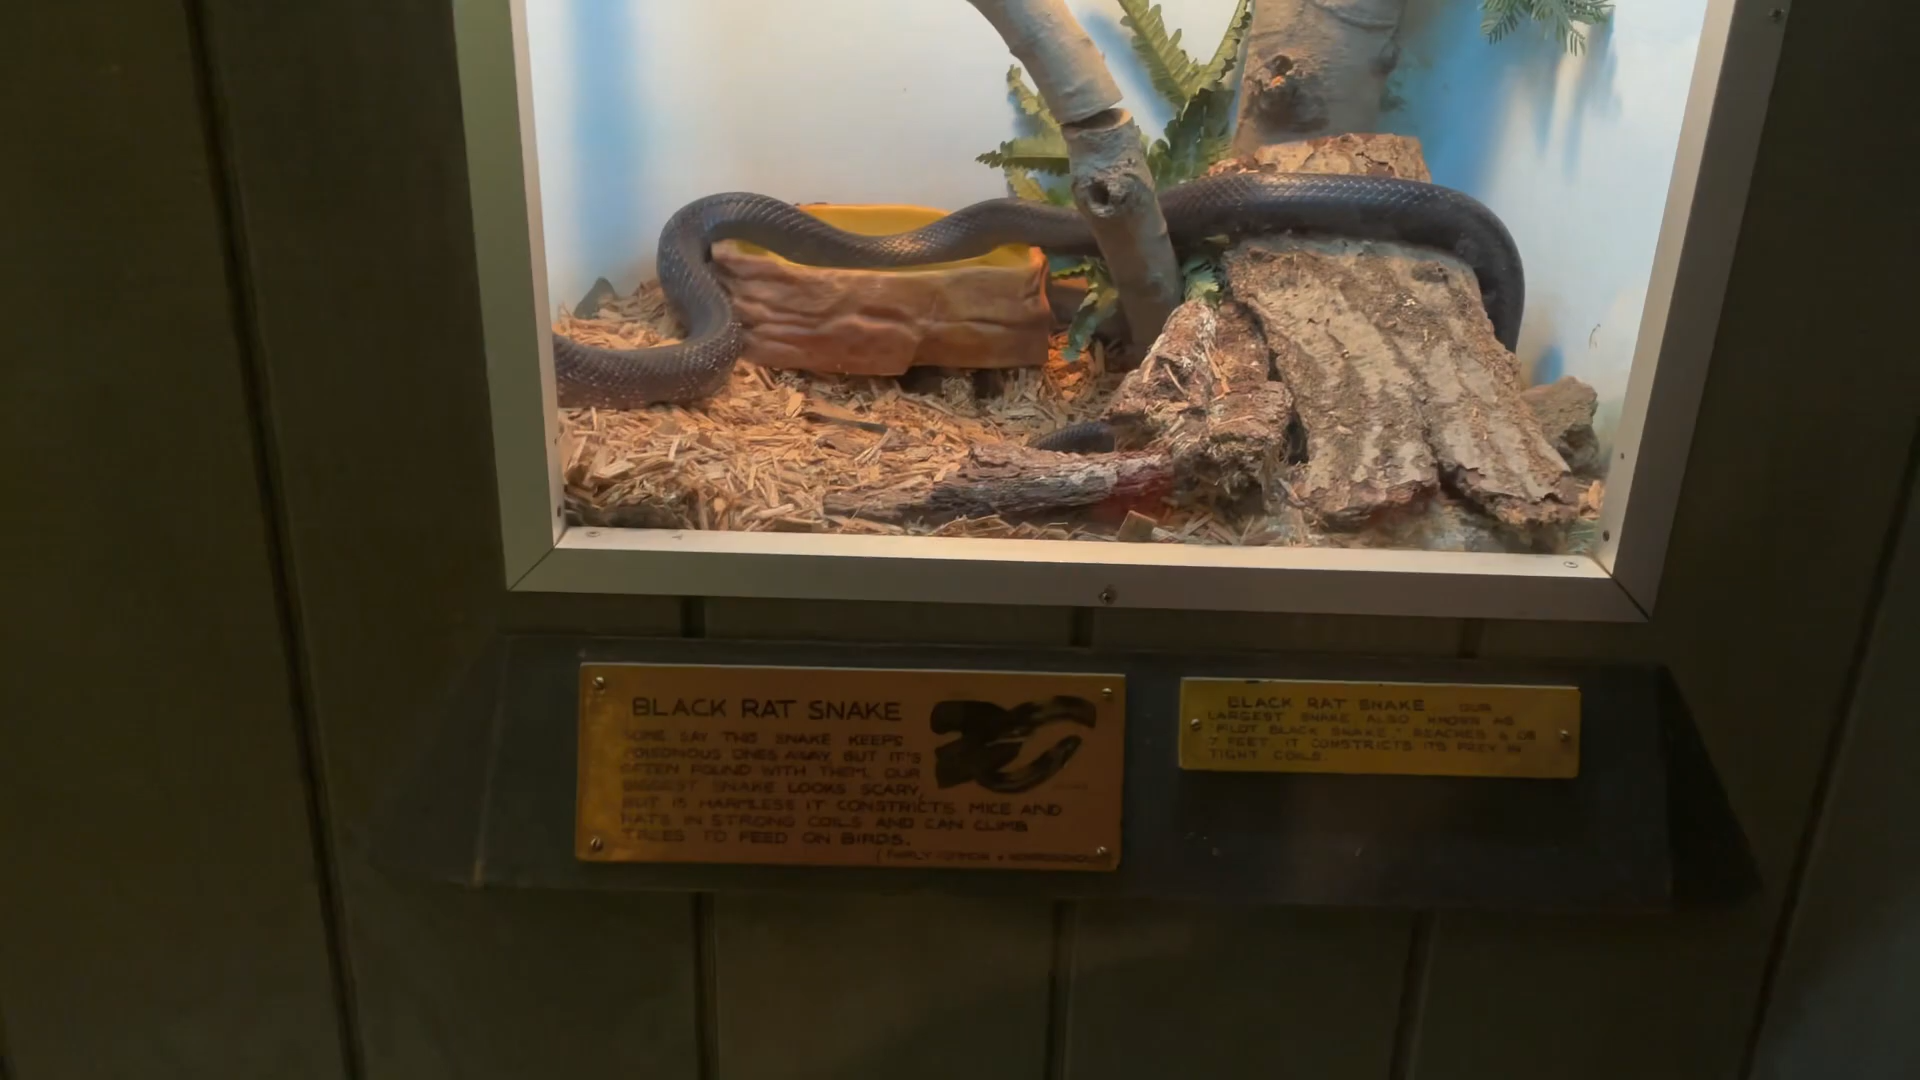 BLACK RAT SNAKE
SOME SAY THIS SNAKE KEEPS
POISONOUS ONES AWAY, BUT IT'S
OFTEN FOUND WITH THEM. OUR
BIGGEST SNAKE LOOKS SCARY,
BUT IS HARMLESS IT CONSTRICTS MICE AND
RATS IN STRONG COILS AND CAN CLIMB
TREES TO FEED ON BIRDS.
BLACK RAT SNAKE OUR
LARGEST SNAKE ALSO KNOWN AS
"PILOT BLACK SNAKE," REACHES 6 OR
7 FEET. IT CONSTRICTS ITS PREY IN
TIGHT COILS.